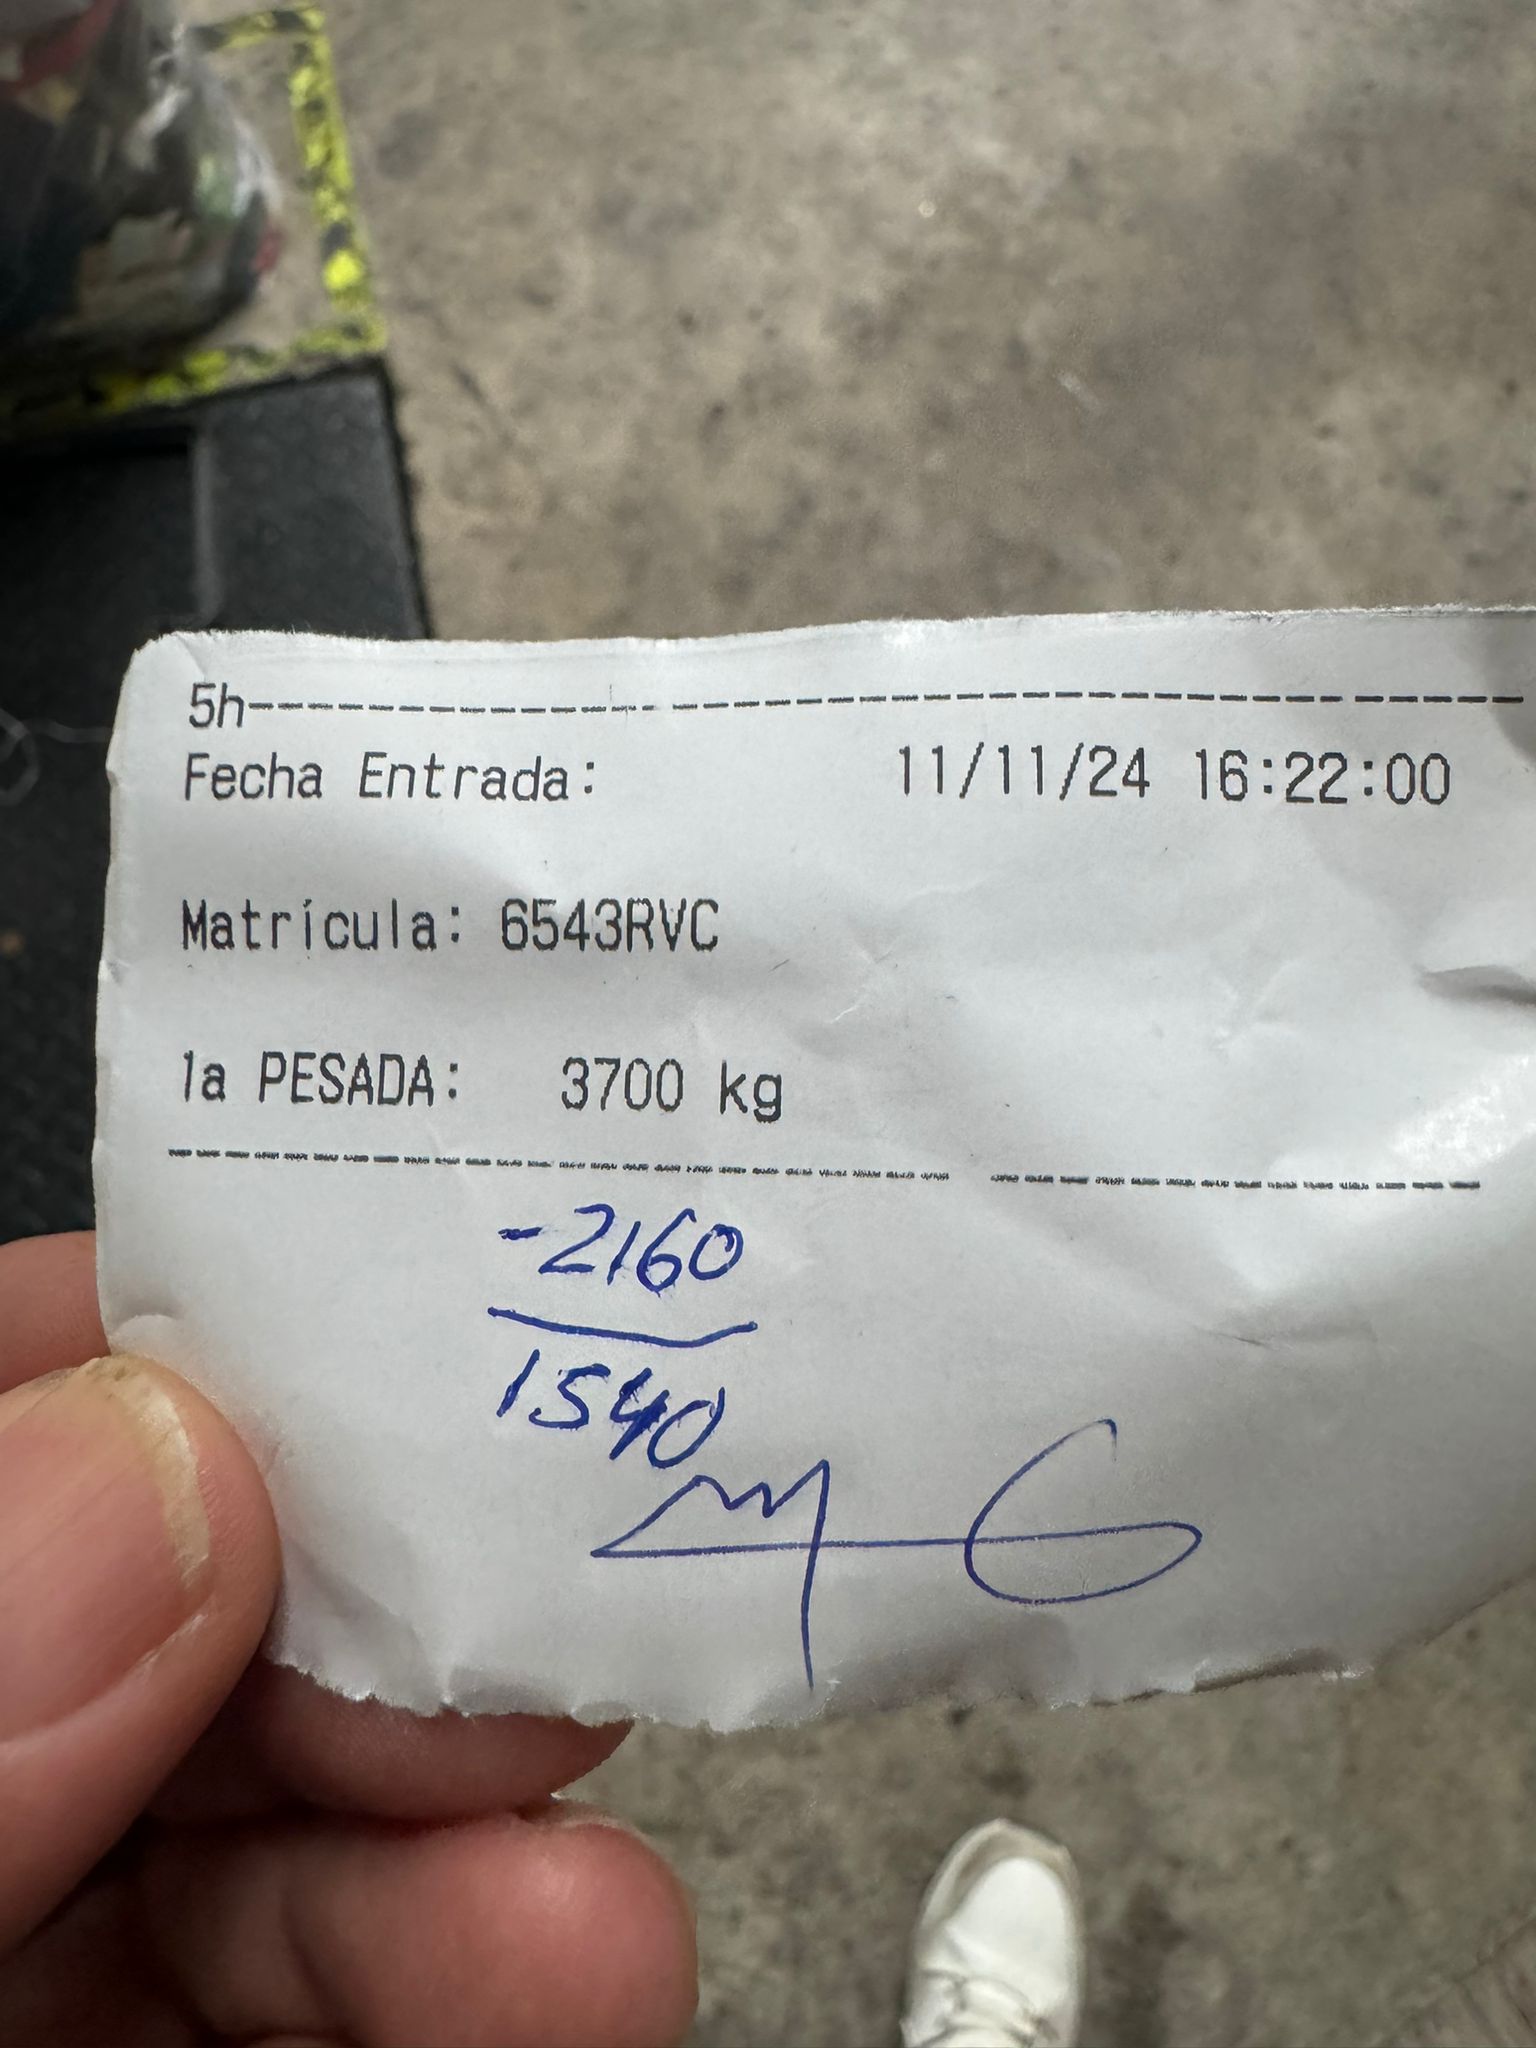 5h--------------------------------------------
Fecha Entrada: 11/11/24 16:22:00
Matrícula: 6543RVC
1a PESADA: 3700 kg
--------------------------------------------
-2160
1540